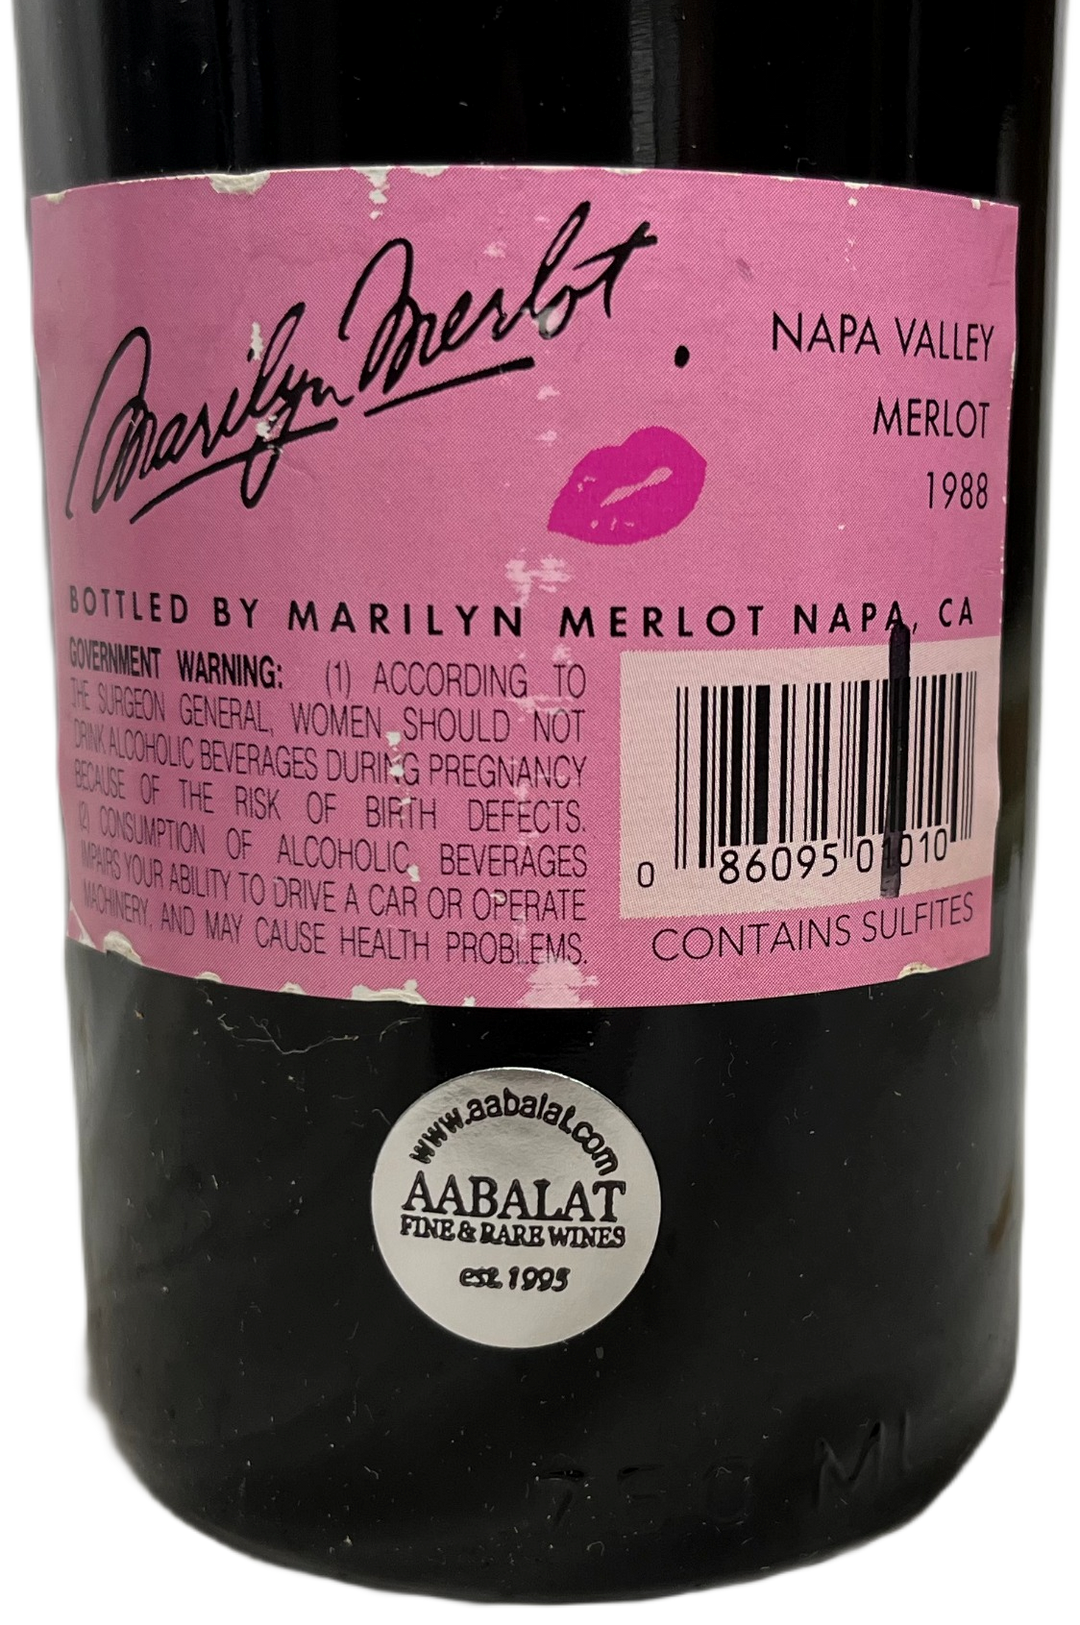 Marilyn Merlot.
NAPA VALLEY
MERLOT
1988
BOTTLED BY MARILYN MERLOT NAPA, CA
GOVERNMENT WARNING: (1) ACCORDING TO
THE SURGEON GENERAL, WOMEN SHOULD NOT
DRINK ALCOHOLIC BEVERAGES DURING PREGNANCY
BECAUSE OF THE RISK OF BIRTH DEFECTS.
(2) CONSUMPTION OF ALCOHOLIC BEVERAGES
IMPAIRS YOUR ABILITY TO DRIVE A CAR OR OPERATE
MACHINERY, AND MAY CAUSE HEALTH PROBLEMS.
0 86095 01010
CONTAINS SULFITES
www.aabalat.com
AABALAT
FINE & RARE WINES
est. 1995
750 ML